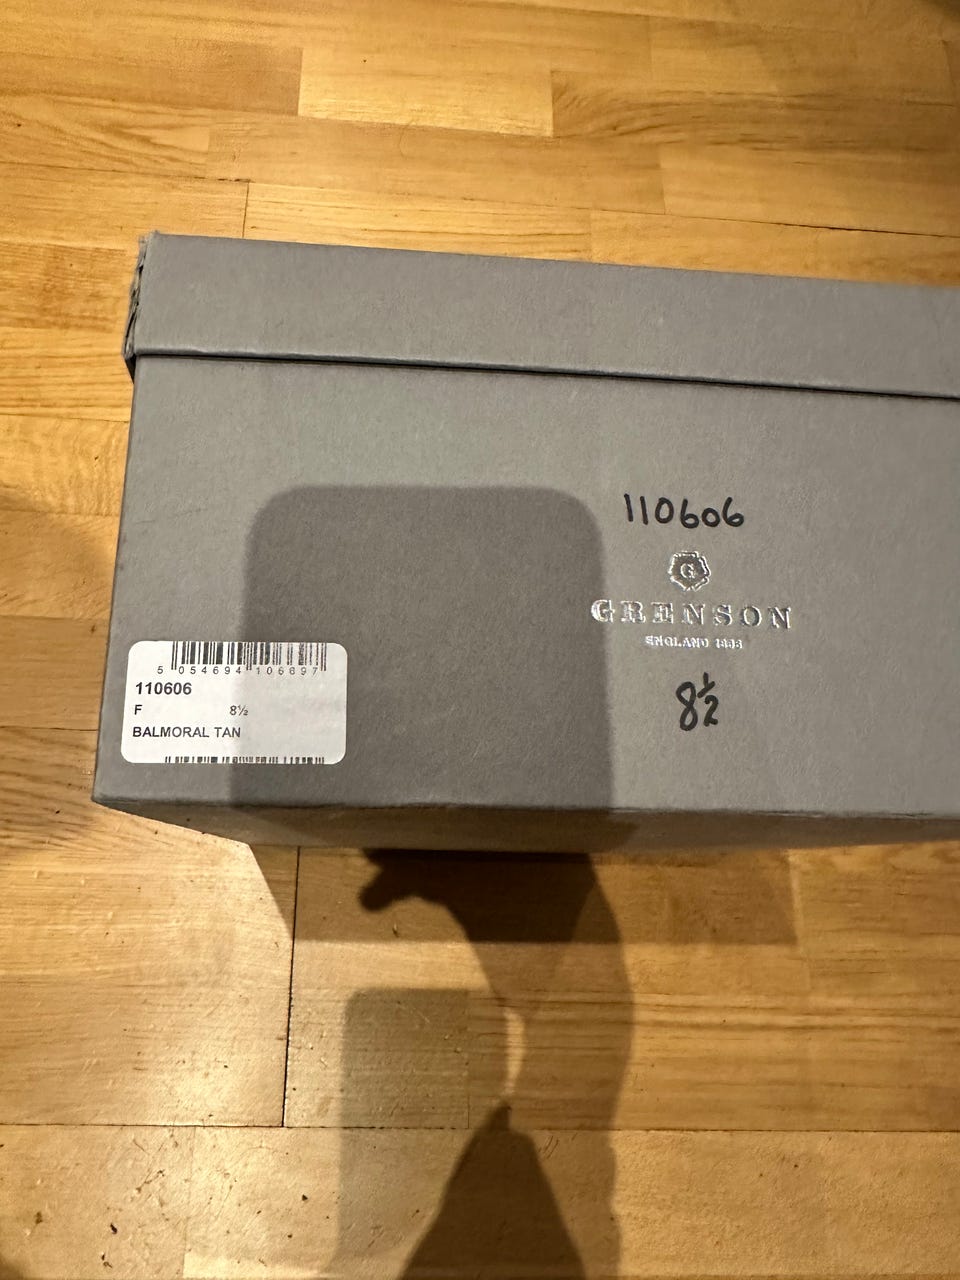 110606
G
GRENSON
ENGLAND 1866
8½
5 054694 106697
110606
F 8½
BALMORAL TAN